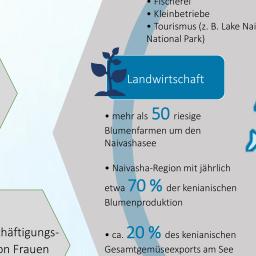 • Fischerei
• Kleinbetriebe
• Tourismus (z. B. Lake Nai
National Park)
Landwirtschaft
• mehr als 50 riesige
Blumenfarmen um den
Naivashasee
• Naivasha-Region mit jährlich
etwa 70 % der kenianischen
Blumenproduktion
häftigungs-
on Frauen
• ca. 20 % des kenianischen
Gesamtgemüseexports am See